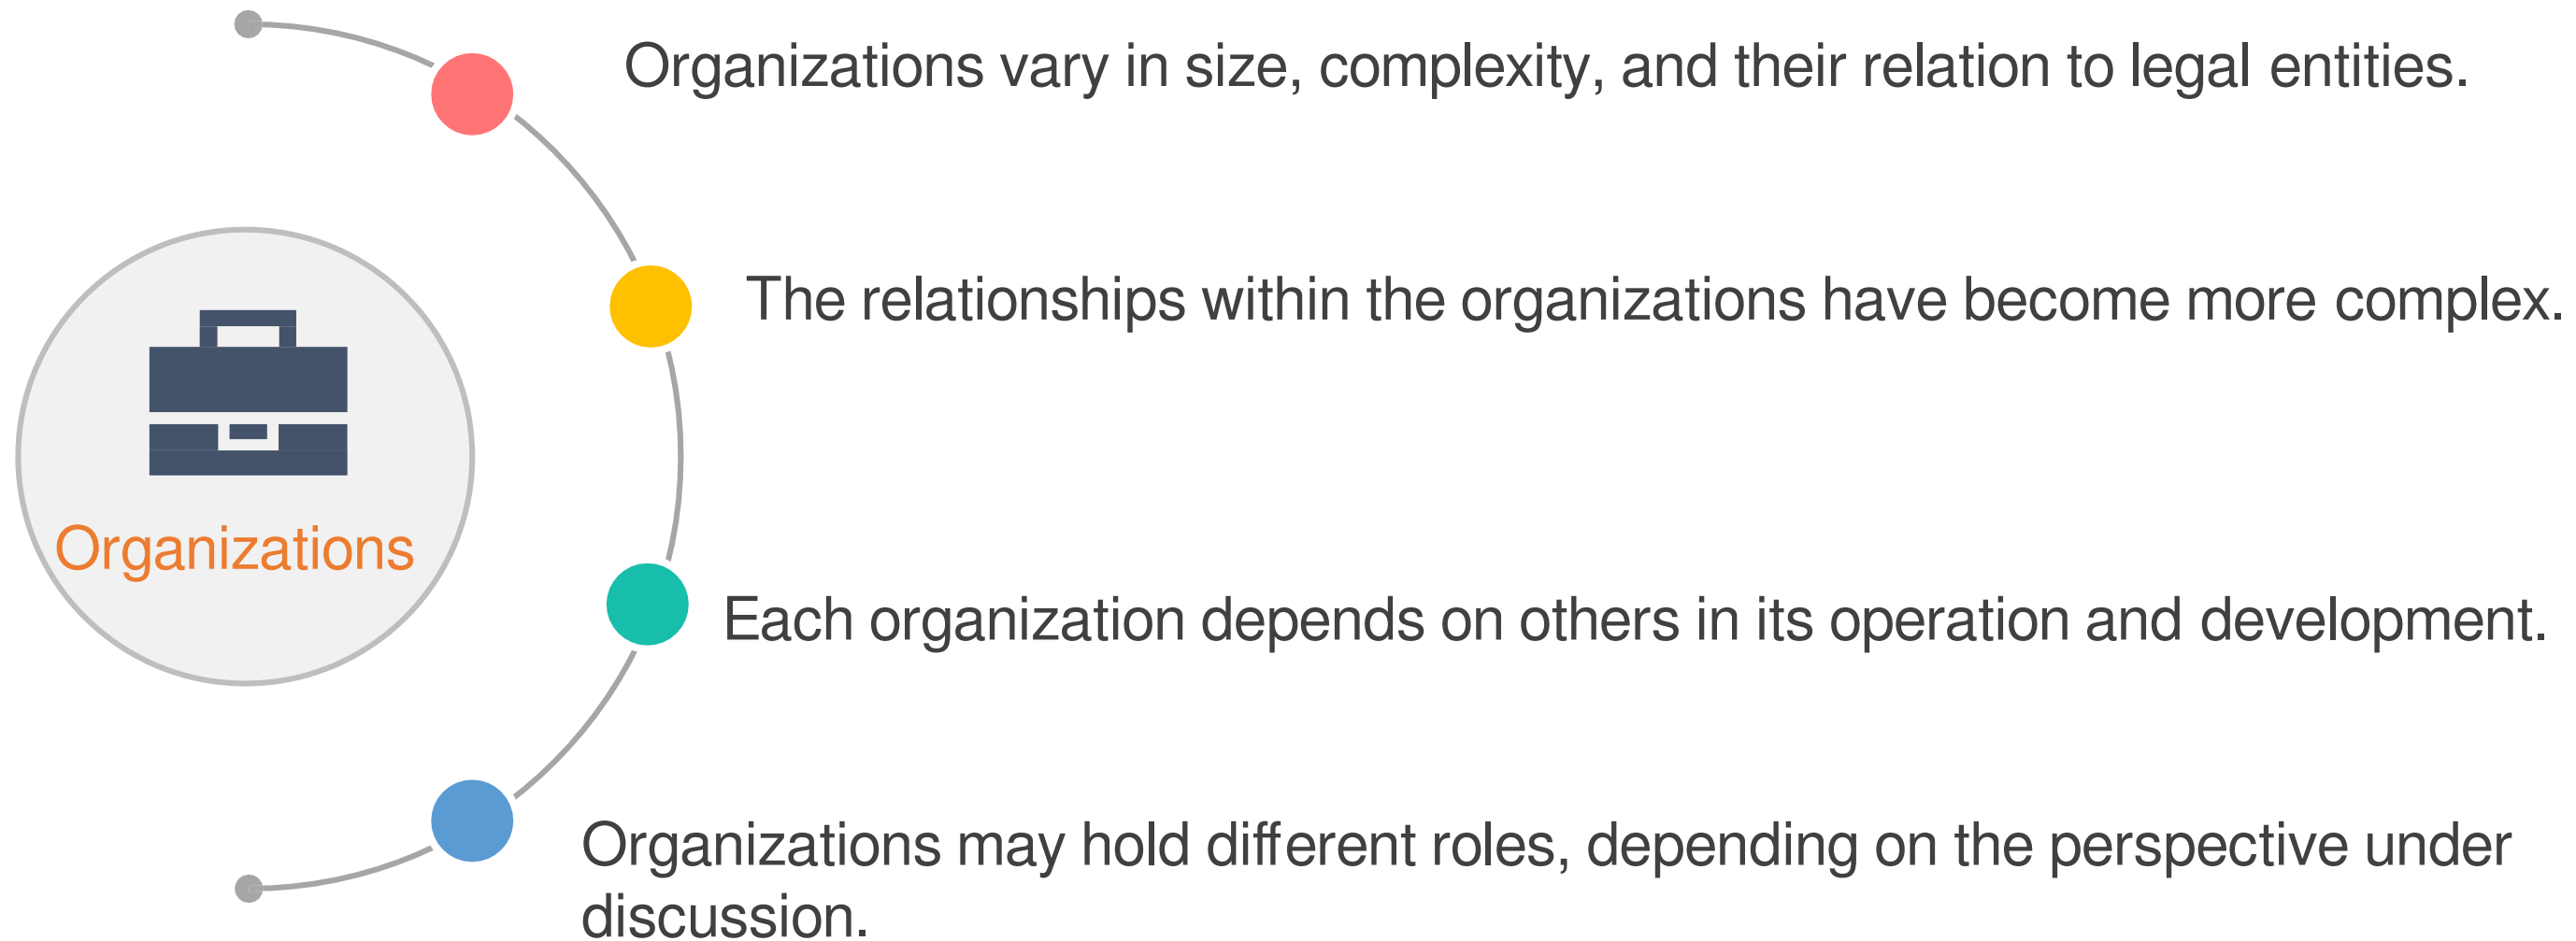 Organizations vary in size, complexity, and their relation to legal entities.
The relationships within the organizations have become more complex.
Organizations
Each organization depends on others in its operation and development.
Organizations may hold different roles, depending on the perspective under
discussion.